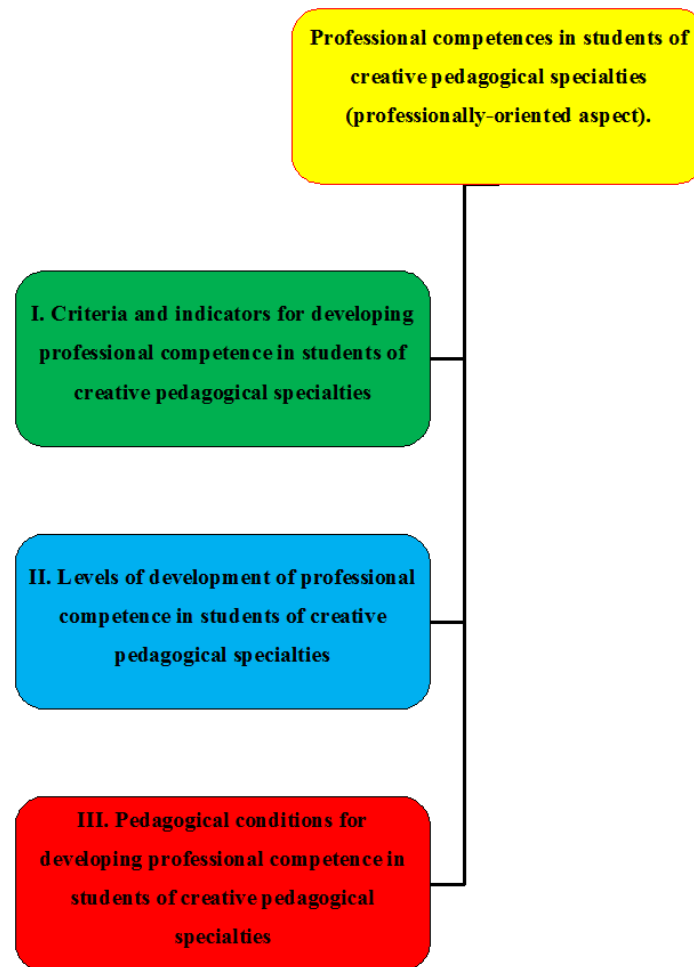 Professional competences in students of
creative pedagogical specialties
(professionally-oriented aspect).
I. Criteria and indicators for developing
professional competence in students of
creative pedagogical specialties
II. Levels of development of professional
competence in students of creative
pedagogical specialties
III. Pedagogical conditions for
developing professional competence in
students of creative pedagogical
specialties